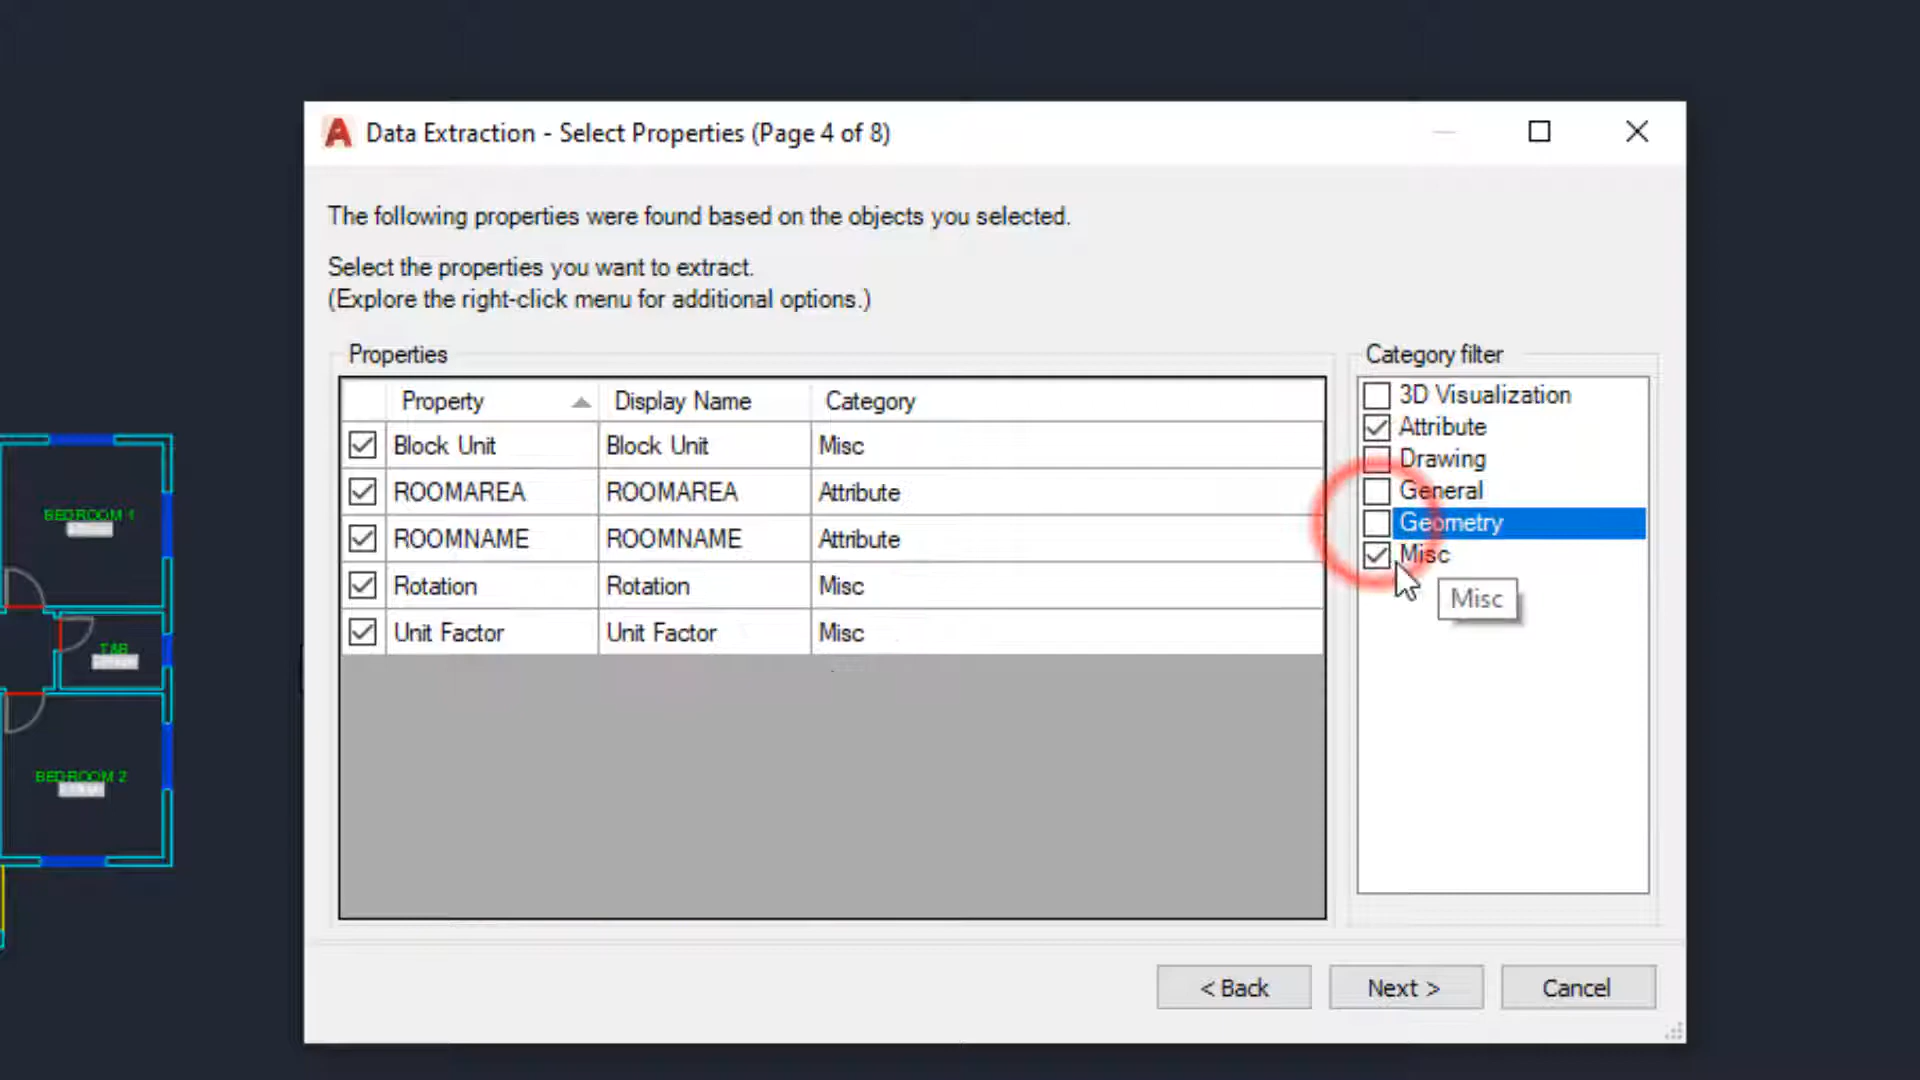 Data Extraction - Select Properties (Page 4 of 8)
The following properties were found based on the objects you selected.
Select the properties you want to extract.
(Explore the right-click menu for additional options.)
Properties
Category filter
Property Display Name Category
Block Unit Block Unit Misc
ROOMAREA ROOMAREA Attribute
ROOMNAME ROOMNAME Attribute
Rotation Rotation Misc
Unit Factor Unit Factor Misc
3D Visualization
Attribute
Drawing
General
Geometry
Misc
Misc
BEDROOM 1
T&B
BEDROOM 2
< Back
Next >
Cancel